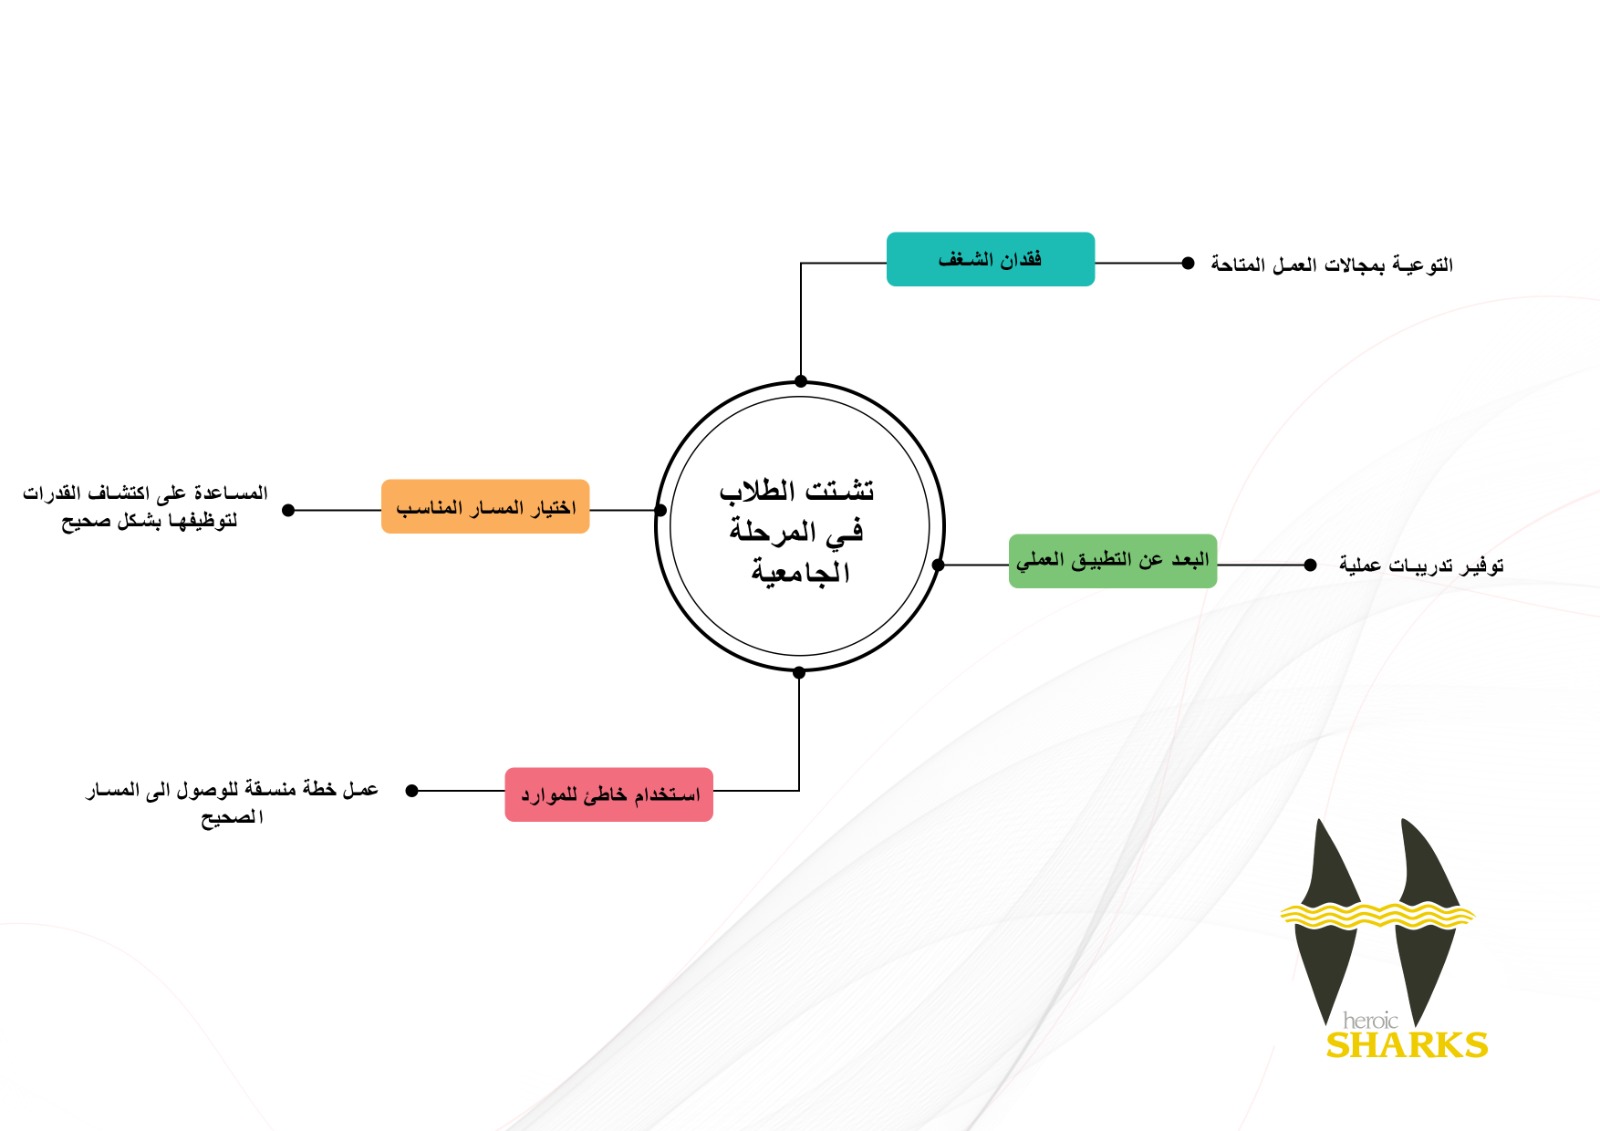 فقدان الشغف
التوعية بمجالات العمل المتاحة
تشتت الطلاب
في المرحلة
الجامعية
البعد عن التطبيق العملي
توفير تدريبات عملية
اختيار المسار المناسب
المساعدة على اكتشاف القدرات
لتوظيفها بشكل صحيح
استخدام خاطئ للموارد
عمل خطة منسقة للوصول الى المسار
الصحيح
heroic
SHARKS